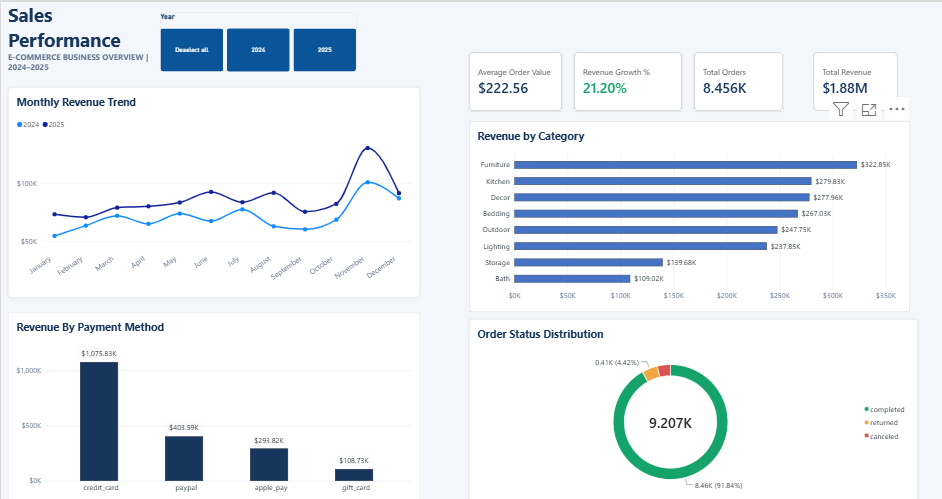 Sales
Performance
E-COMMERCE BUSINESS OVERVIEW |
2024–2025
Year
Deselect all
2024
2025
Average Order Value
$222.56
Revenue Growth %
21.20%
Total Orders
8.456K
Total Revenue
$1.88M
Monthly Revenue Trend
2024
2025
$100K
$50K
January
February
March
April
May
June
July
August
September
October
November
December
Revenue by Category
Furniture
$322.85K
Kitchen
$279.83K
Decor
$277.96K
Bedding
$267.03K
Outdoor
$247.75K
Lighting
$237.85K
Storage
$139.68K
Bath
$109.02K
$0K
$50K
$100K
$150K
$200K
$250K
$300K
$350K
Revenue By Payment Method
$1,000K
$500K
$0K
$1,075.83K
$403.59K
$293.82K
$108.73K
credit_card
paypal
apple_pay
gift_card
Order Status Distribution
0.41K (4.42%)
9.207K
8.46K (91.84%)
completed
returned
canceled